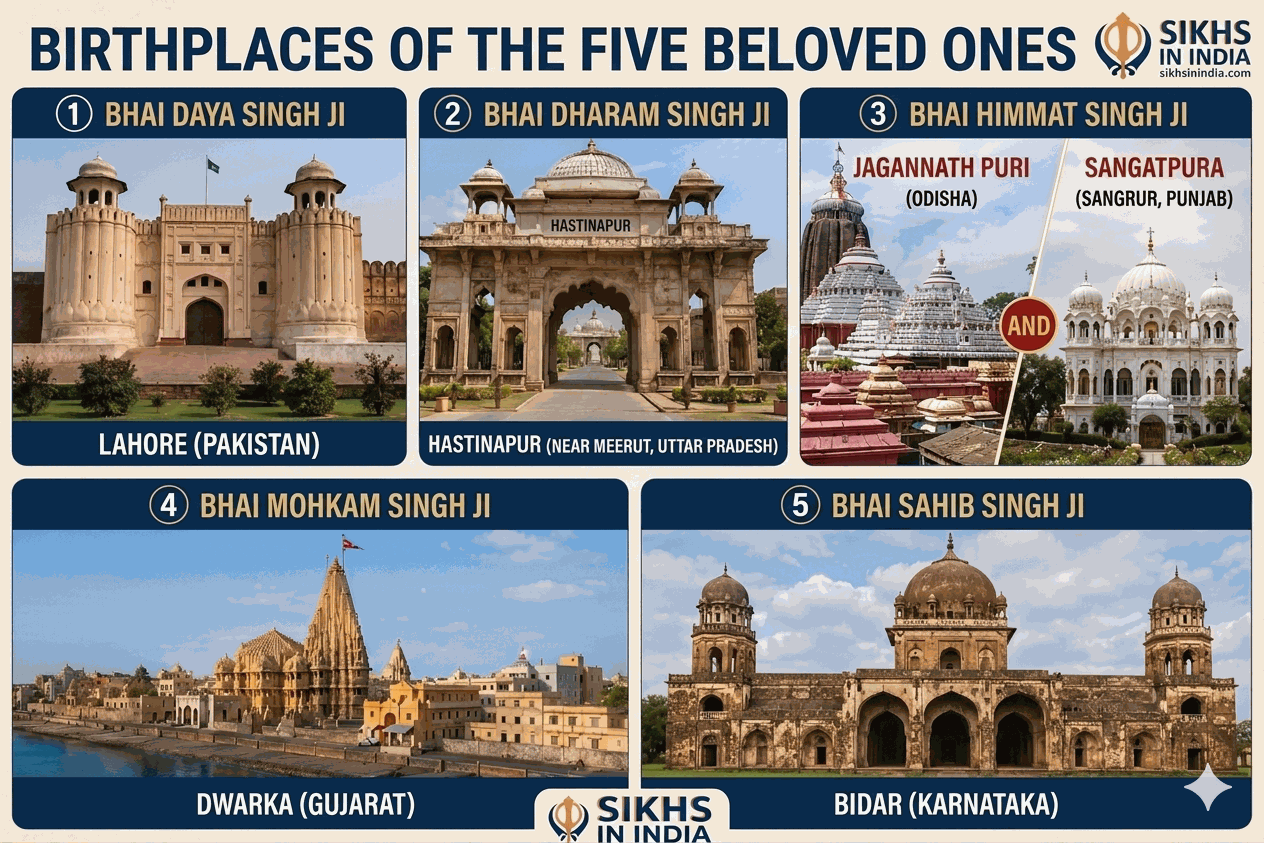 BIRTHPLACES OF THE FIVE BELOVED ONES
SIKHS
IN INDIA
sikhsinindia.com
1 BHAI DAYA SINGH JI
LAHORE (PAKISTAN)
2 BHAI DHARAM SINGH JI
HASTINAPUR
HASTINAPUR (NEAR MEERUT, UTTAR PRADESH)
3 BHAI HIMMAT SINGH JI
JAGANNATH PURI
(ODISHA)
AND
SANGATPURA
(SANGRUR, PUNJAB)
4 BHAI MOHKAM SINGH JI
DWARKA (GUJARAT)
5 BHAI SAHIB SINGH JI
BIDAR (KARNATAKA)
SIKHS
IN INDIA